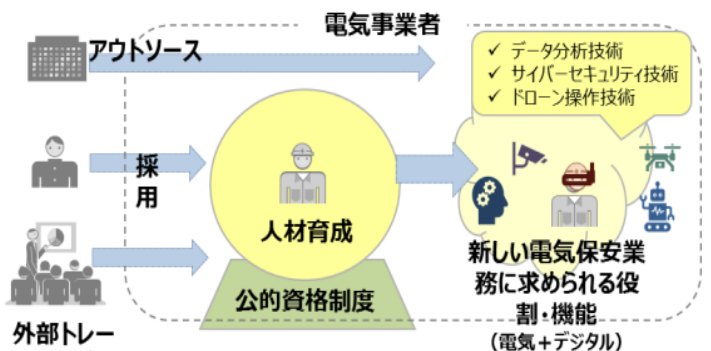 電気事業者
アウトソース
✓ データ分析技術
✓ サイバーセキュリティ技術
✓ ドローン操作技術
採
用
人材育成
公的資格制度
新しい電気保安業
務に求められる役
割・機能
(電気+デジタル)
外部トレー